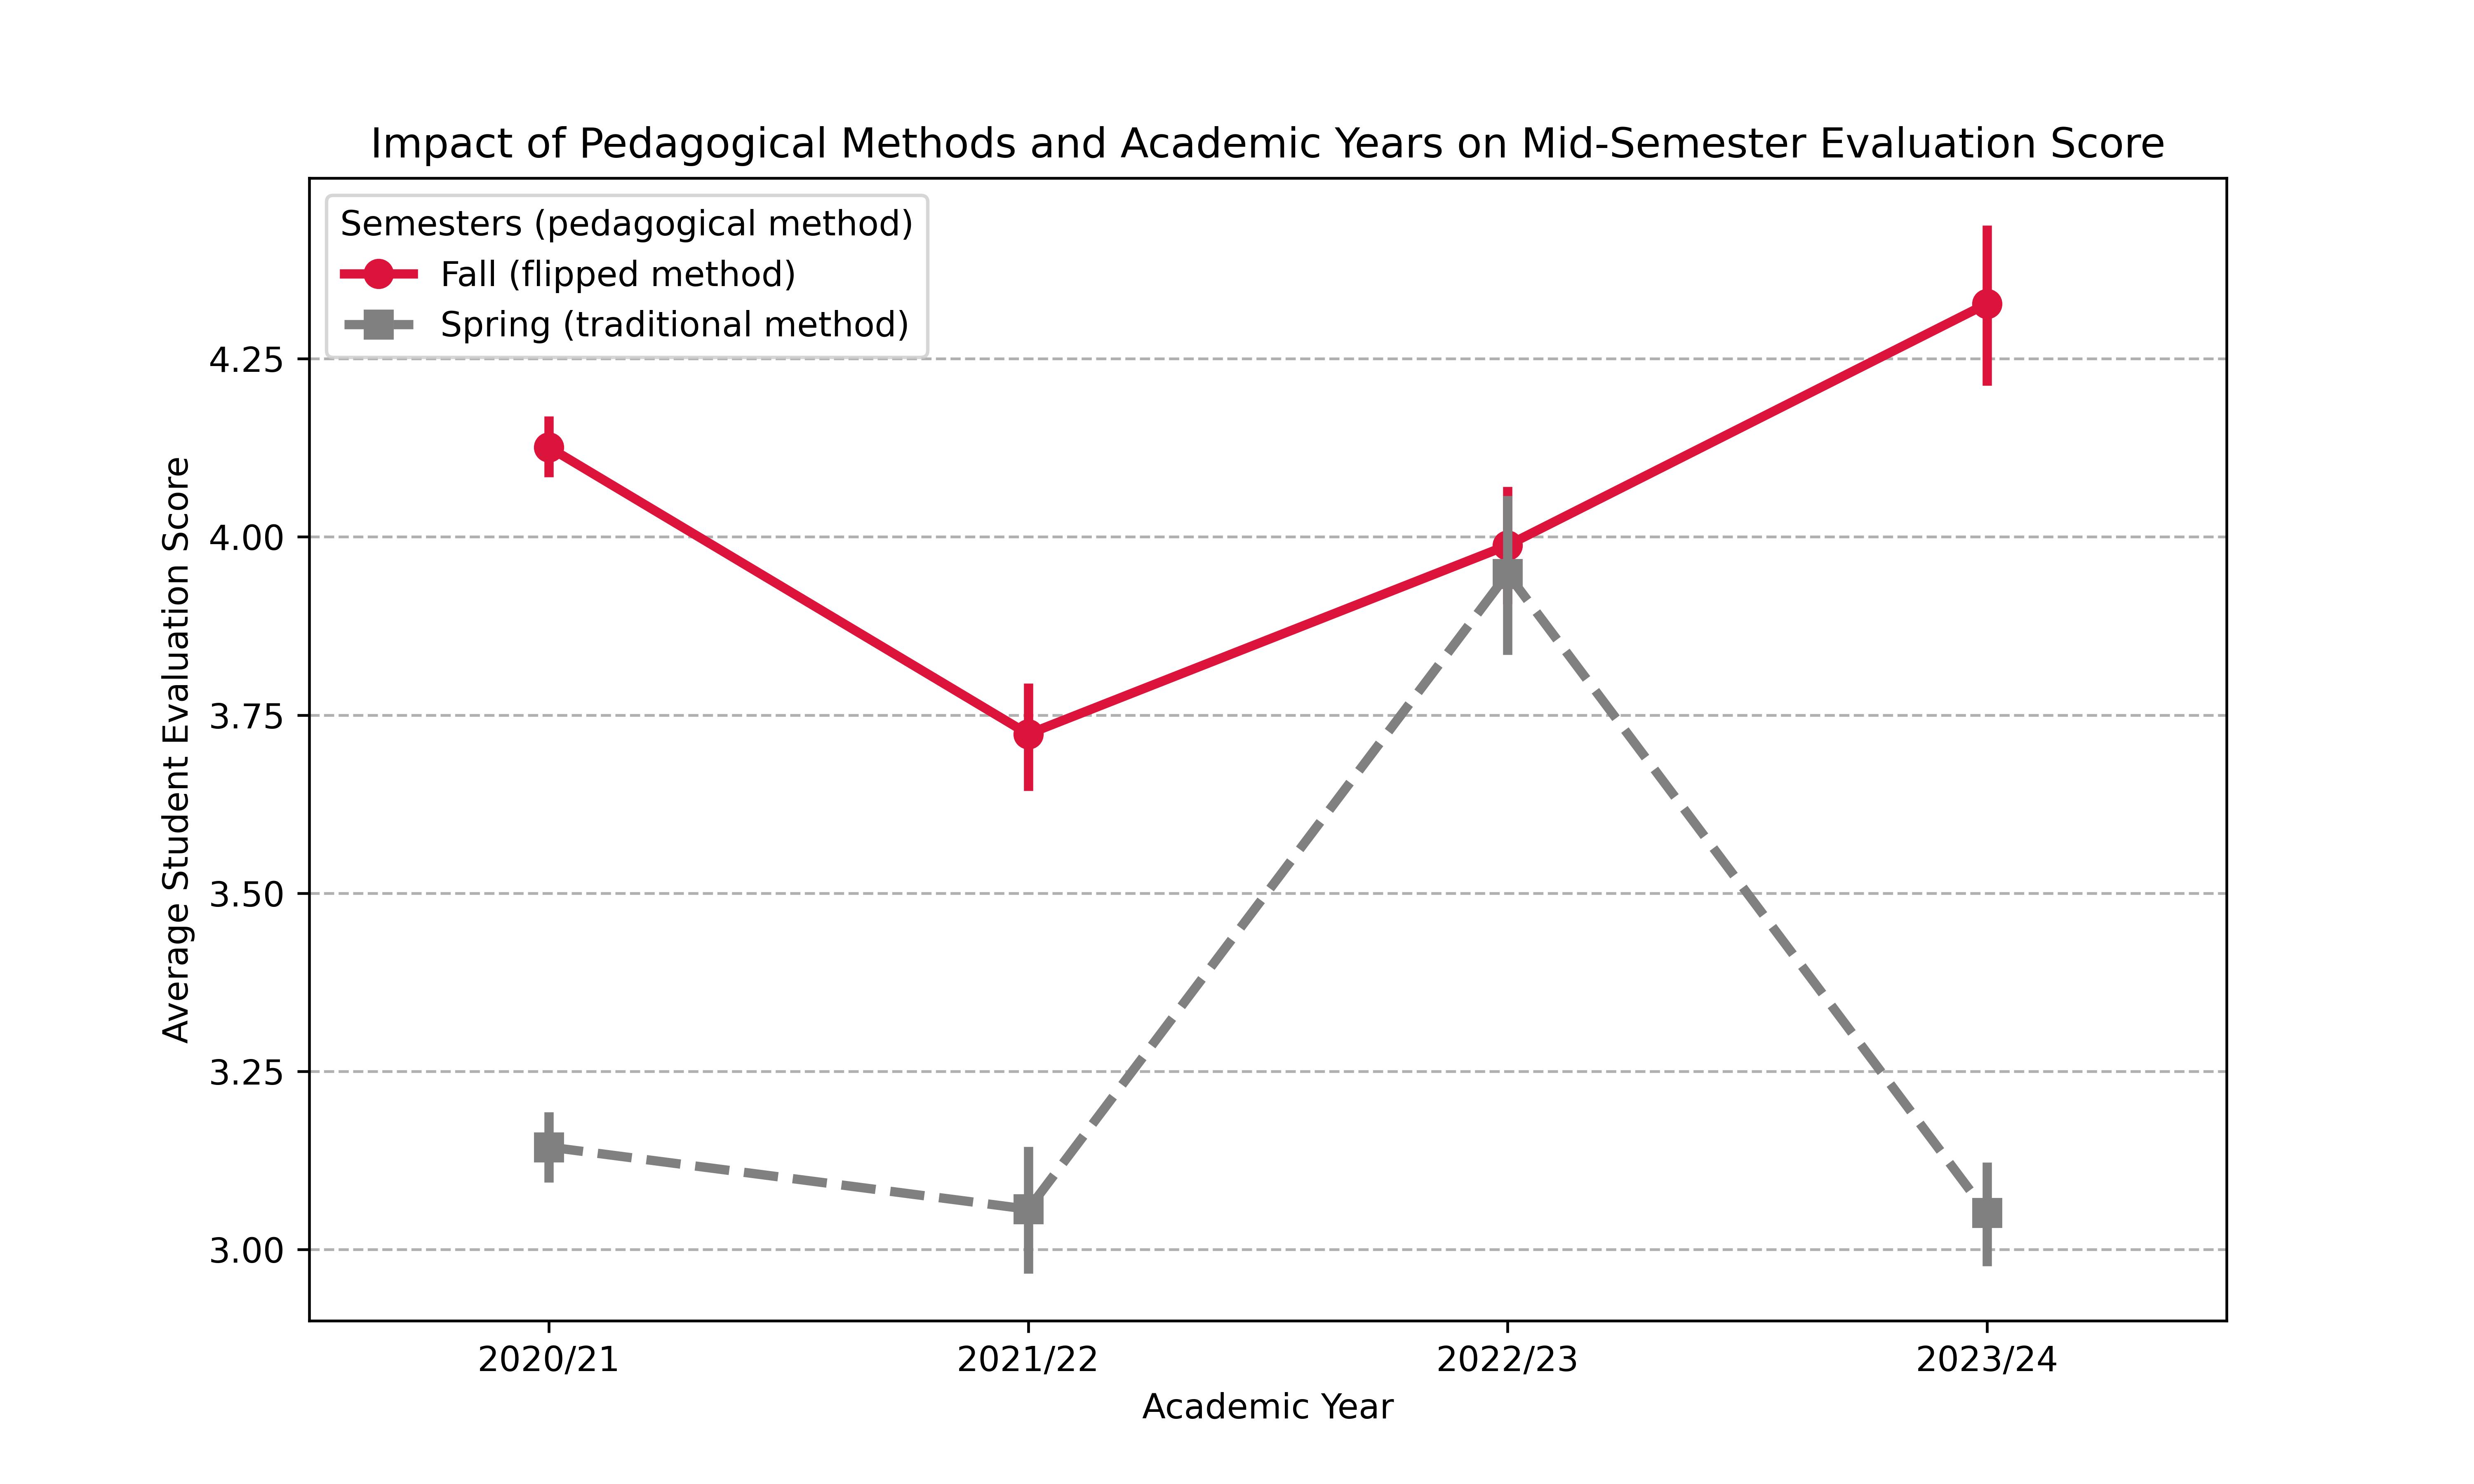 Impact of Pedagogical Methods and Academic Years on Mid-Semester Evaluation Score
Semesters (pedagogical method)
Fall (flipped method)
Spring (traditional method)
Average Student Evaluation Score
4.25
4.00
3.75
3.50
3.25
3.00
2020/21
2021/22
2022/23
2023/24
Academic Year